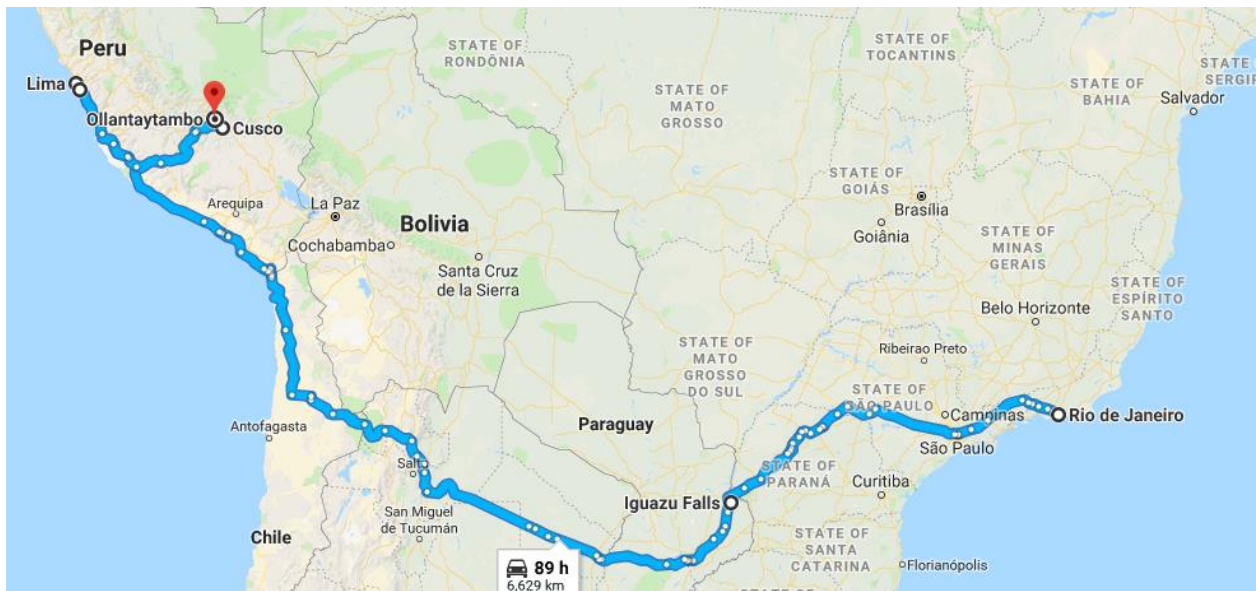 Peru
STATE OF
RONDÔNIA
STATE OF
TOCANTINS
STATE
SERGIP
Lima
STATE OF
MATO
GROSSO
STATE OF
BAHIA
Salvador
Ollantaytambo
Cusco
STATE OF
GOIÁS
Brasília
Arequipa
La Paz
Bolivia
Goiânia
Cochabamba
STATE OF
MINAS
GERAIS
Santa Cruz
de la Sierra
STATE OF
ESPÍRITO
SANTO
Belo Horizonte
STATE OF
MATO
GROSSO
DO SUL
Ribeirao Preto
STATE OF
SÃO PAULO
Campinas
Rio de Janeiro
Antofagasta
Paraguay
São Paulo
Salta
STATE OF
PARANÁ
Curitiba
Iguazu Falls
San Miguel
de Tucumán
Chile
STATE OF
SANTA
CATARINA
Florianópolis
89 h
6,629 km